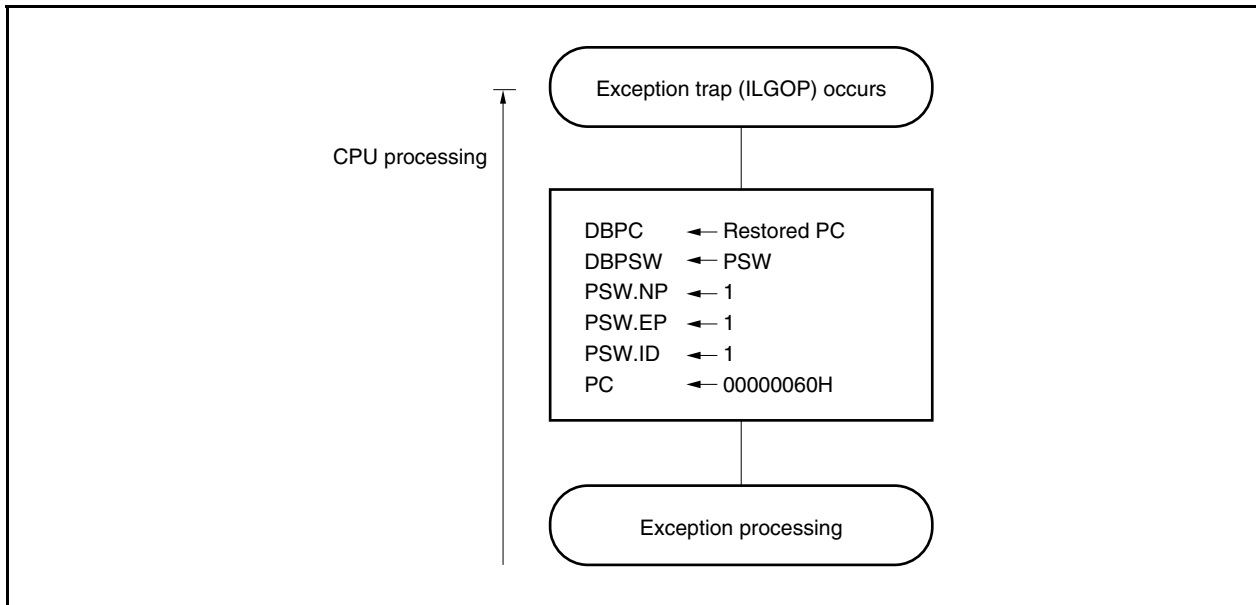 Exception trap (ILGOP) occurs
CPU processing
DBPC ← Restored PC
DBPSW ← PSW
PSW.NP ← 1
PSW.EP ← 1
PSW.ID ← 1
PC ← 00000060H
Exception processing